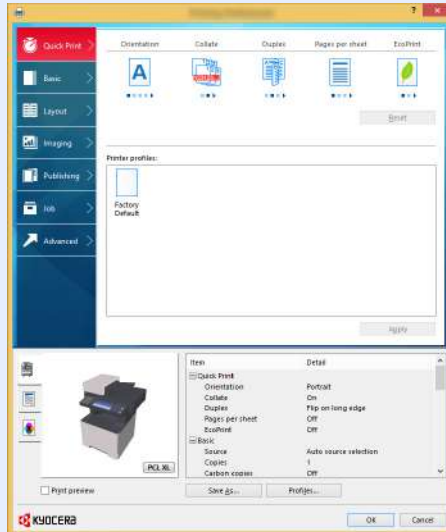 ?
Quick Print
Orientation
Collate
Duplex
Pages per sheet
EcoPrint
Basic
A
Layout
Reset
Imaging
Printer profiles:
Publishing
Factory
Default
Job
Advanced
Apply
Item Detail
Quick Print
Orientation Portrait
Collate On
Duplex Flip on long edge
Pages per sheet Off
EcoPrint Off
Basic
Source Auto source selection
Copies 1
Carbon copies Off
PCL XL
Print preview
Save As...
Profiles...
KYOCERA
OK
Cancel